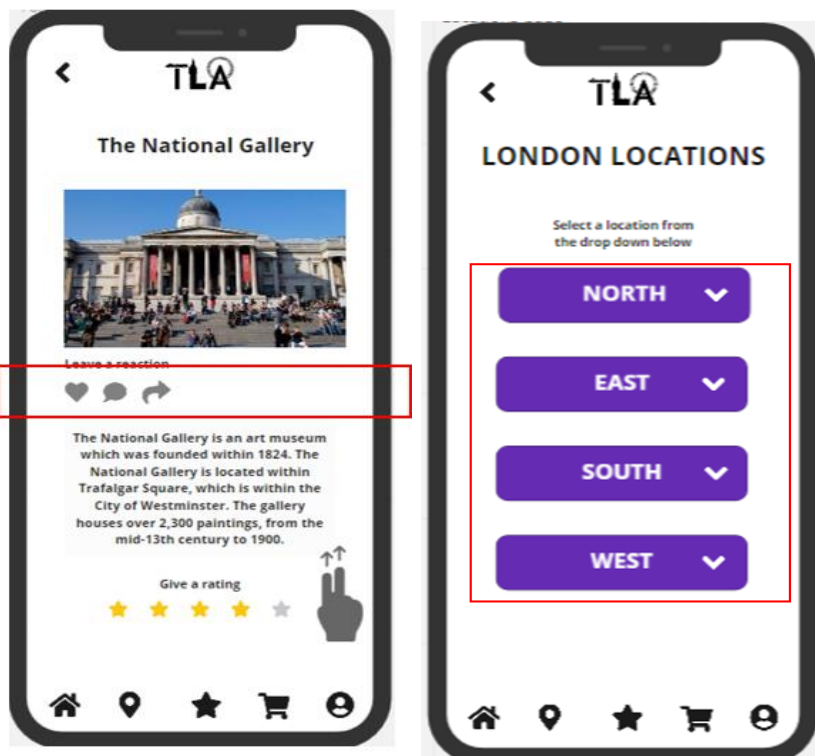 TLA
The National Gallery
Leave a reaction
The National Gallery is an art museum
which was founded within 1824. The
National Gallery is located within
Trafalgar Square, which is within the
City of Westminster. The gallery
houses over 2,300 paintings, from the
mid-13th century to 1900.
Give a rating
TLA
LONDON LOCATIONS
Select a location from
the drop down below
NORTH
EAST
SOUTH
WEST